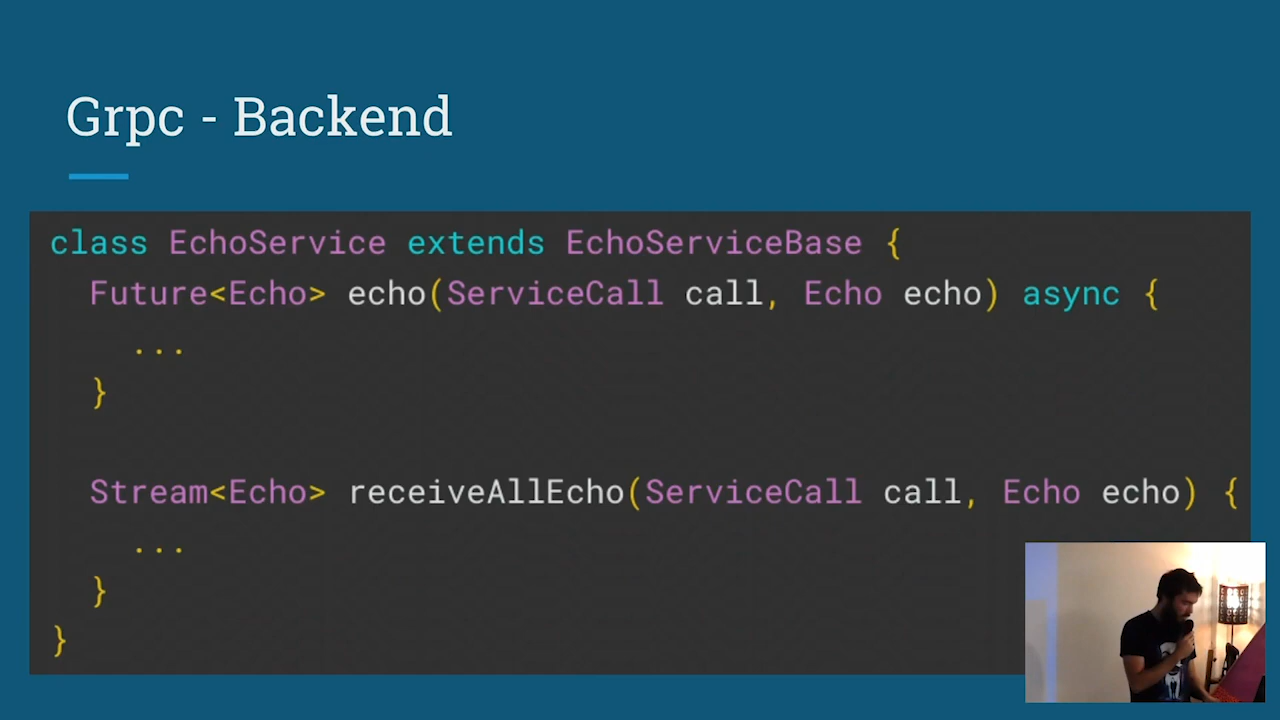 Grpc - Backend
class EchoService extends EchoServiceBase {
Future<Echo> echo(ServiceCall call, Echo echo) async {
...
}
Stream<Echo> receiveAllEcho(ServiceCall call, Echo echo) {
...
}
}